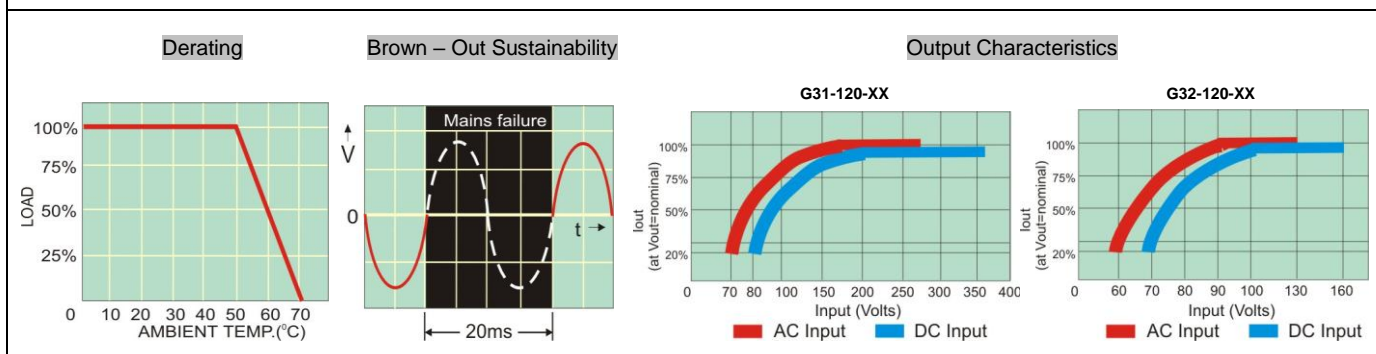 Derating
100%
75%
50%
25%
LOAD
0 10 20 30 40 50 60 70
AMBIENT TEMP.(°C)
Brown – Out Sustainability
V
0
Mains failure
t
20ms
Output Characteristics
G31-120-XX
100%
75%
50%
20%
Iout
(at Vout=nominal)
0 70 80 100 150 200 250 300 350 400
Input (Volts)
AC Input DC Input
G32-120-XX
100%
75%
50%
20%
Iout
(at Vout=nominal)
0 60 70 80 90 100 130 160
Input (Volts)
AC Input DC Input